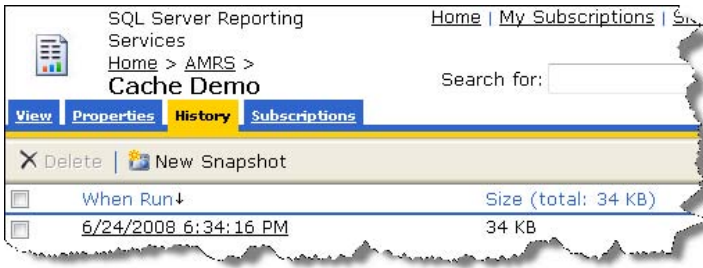 SQL Server Reporting
Services
Home > AMRS >
Cache Demo
Home | My Subscriptions |
Search for:
View Properties History Subscriptions
Delete | New Snapshot
When Run↓ Size (total: 34 KB)
6/24/2008 6:34:16 PM 34 KB